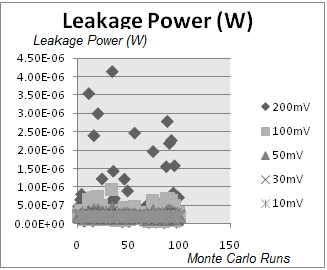 Leakage Power (W)
Leakage Power (W)
4.50E-06
4.00E-06
3.50E-06
3.00E-06
2.50E-06
2.00E-06
1.50E-06
1.00E-06
5.00E-07
0.00E+00
0 50 100 150
Monte Carlo Runs
200mV
100mV
50mV
30mV
10mV